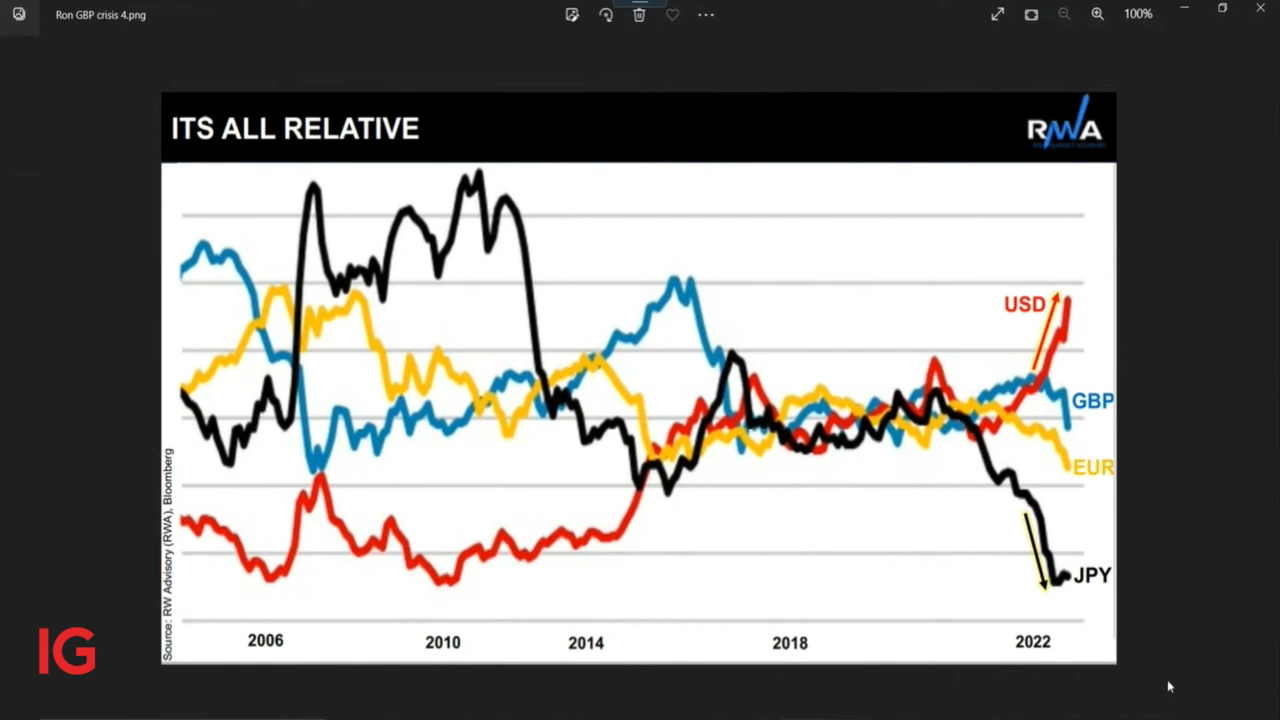 Ron GBP crisis 4.png
100%
ITS ALL RELATIVE
RWA
USD
GBP
EUR
JPY
Source: RW Advisory (RWA), Bloomberg
2006
2010
2014
2018
2022
IG